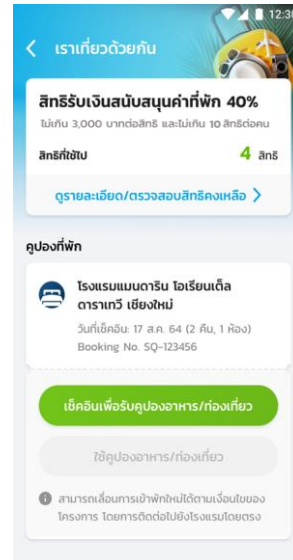 12:30
เราเที่ยวด้วยกัน
สิทธิรับเงินสนับสนุนค่าที่พัก 40%
ไม่เกิน 3,000 บาทต่อสิทธิ และไม่เกิน 10 สิทธิต่อคน
สิทธิที่ใช้ไป 4 สิทธิ
ดูรายละเอียด/ตรวจสอบสิทธิคงเหลือ
คูปองที่พัก
โรงแรมแมนดาริน โอเรียนเต็ล
ดาราเทวี เชียงใหม่
วันที่เช็คอิน: 17 ส.ค. 64 (2 คืน, 1 ห้อง)
Booking No. SQ-123456
เช็คอินเพื่อรับคูปองอาหาร/ท่องเที่ยว
ใช้คูปองอาหาร/ท่องเที่ยว
สามารถเลื่อนการเข้าพักใหม่ได้ตามเงื่อนไขของ
โครงการ โดยการติดต่อไปยังโรงแรมโดยตรง